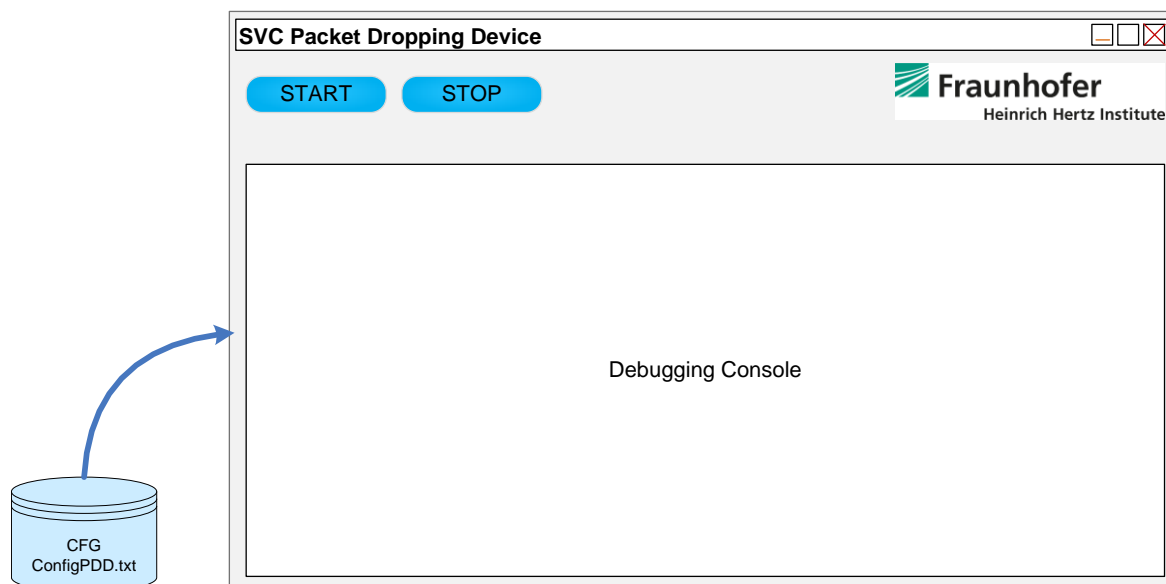 SVC Packet Dropping Device
START
STOP
Fraunhofer
Heinrich Hertz Institute
Debugging Console
CFG
ConfigPDD.txt